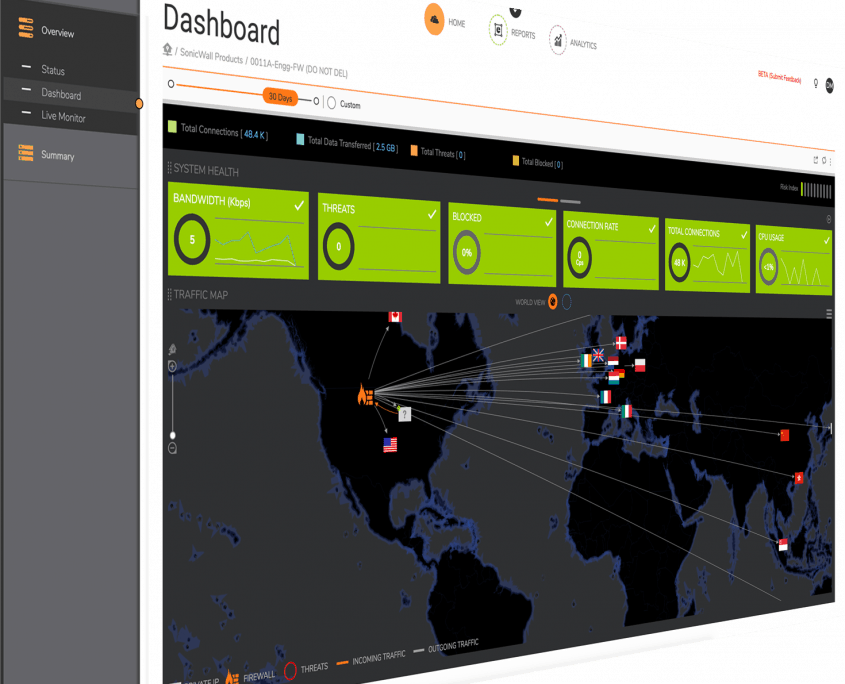 Overview
Status
Dashboard
Live Monitor
Summary
Dashboard
HOME
REPORTS
ANALYTICS
/ SonicWall Products / 0011A-Engg-FW (DO NOT DEL)
BETA (Submit Feedback)
DM
30 Days
Custom
Total Connections [ 48.4 K ]
Total Data Transferred [ 2.5 GB ]
Total Threats [ 0 ]
Total Blocked [ 0 ]
Risk Index
SYSTEM HEALTH
BANDWIDTH (Kbps)
5
THREATS
0
BLOCKED
0%
CONNECTION RATE
0
Cps
TOTAL CONNECTIONS
48 K
CPU USAGE
<1%
TRAFFIC MAP
WORLD VIEW
?
PRIVATE IP
FIREWALL
THREATS
INCOMING TRAFFIC
OUTGOING TRAFFIC